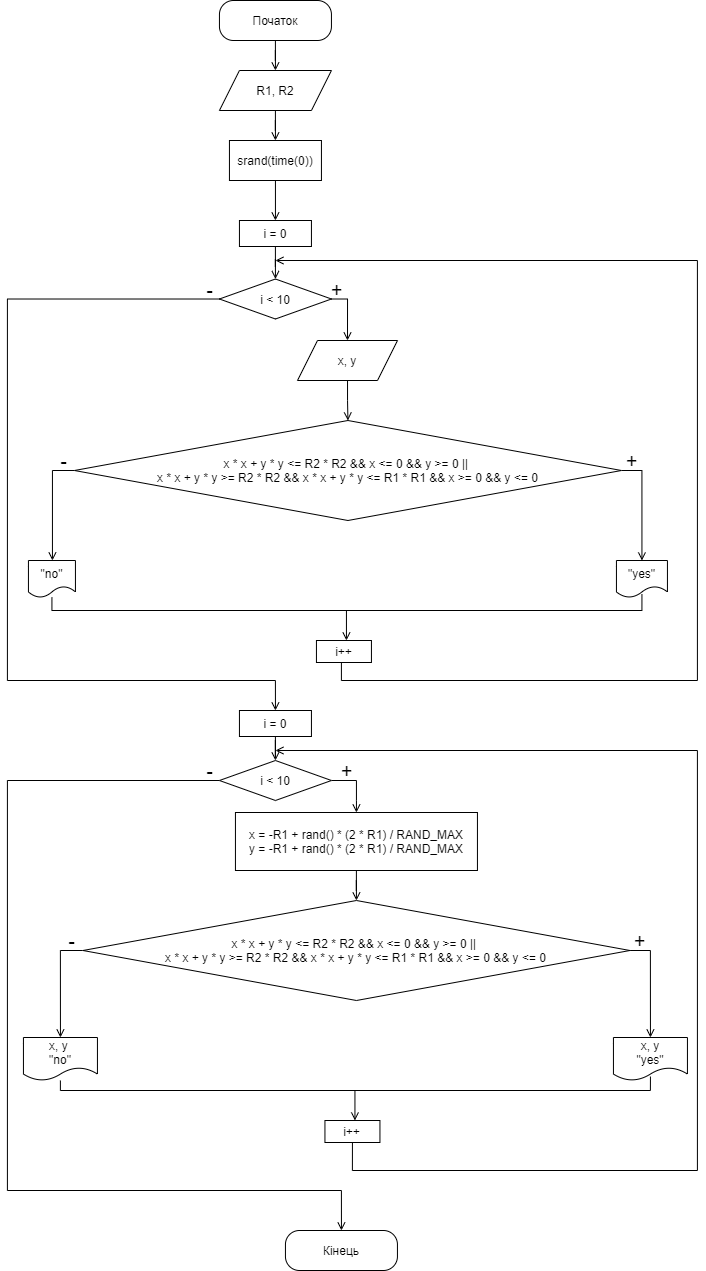 Початок
R1, R2
srand(time(0))
i = 0
- +
i < 10
x, y
x * x + y * y <= R2 * R2 && x <= 0 && y >= 0 ||
x * x + y * y >= R2 * R2 && x * x + y * y <= R1 * R1 && x >= 0 && y <= 0
- +
"no" "yes"
i++
i = 0
- +
i < 10
x = -R1 + rand() * (2 * R1) / RAND_MAX
y = -R1 + rand() * (2 * R1) / RAND_MAX
x * x + y * y <= R2 * R2 && x <= 0 && y >= 0 ||
x * x + y * y >= R2 * R2 && x * x + y * y <= R1 * R1 && x >= 0 && y <= 0
- +
x, y
"no"
x, y
"yes"
i++
Кінець